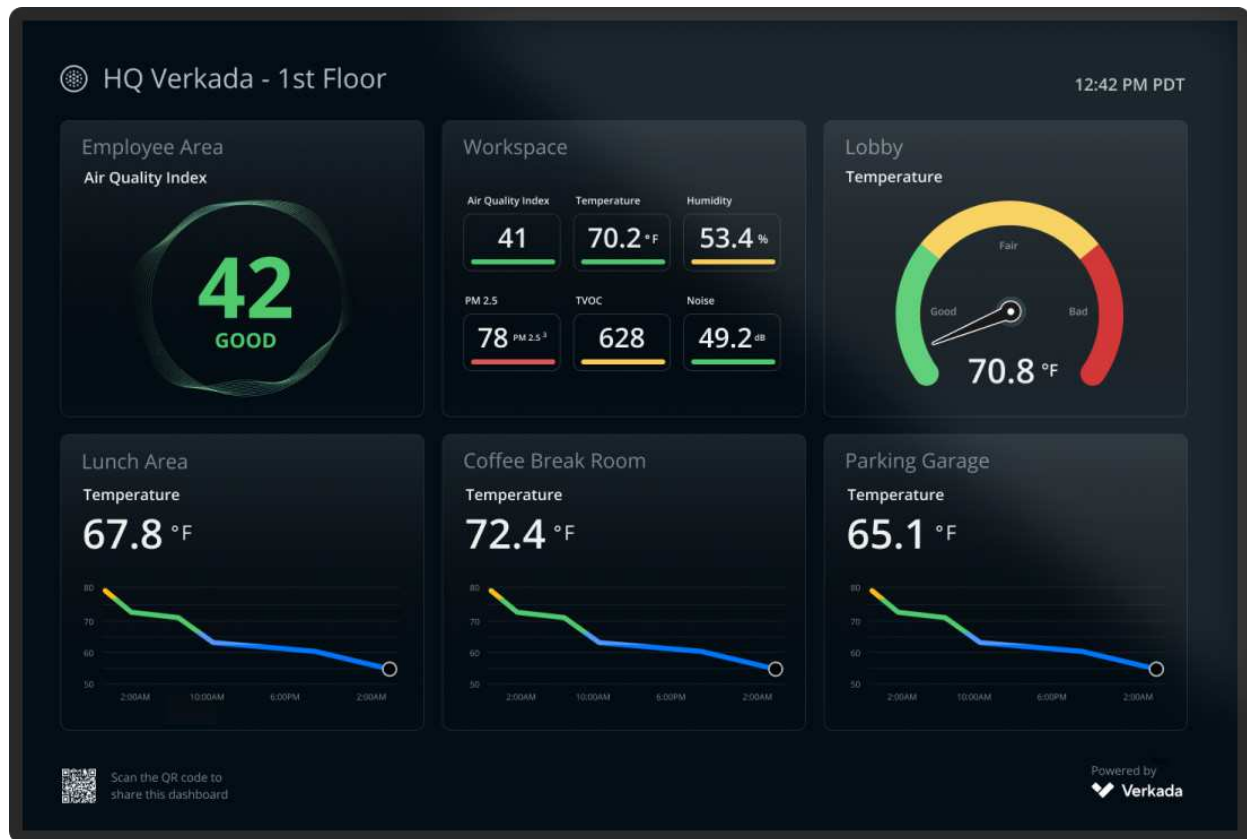 HQ Verkada - 1st Floor
12:42 PM PDT
Employee Area
Air Quality Index
42
GOOD
Workspace
Air Quality Index Temperature Humidity
41 70.2 °F 53.4 %
PM 2.5 TVOC Noise
78 PM 2.5 ³ 628 49.2 dB
Lobby
Temperature
Fair
Good Bad
70.8 °F
Lunch Area
Temperature
67.8 °F
80
70
60
50
2:00AM 10:00AM 6:00PM 2:00AM
Coffee Break Room
Temperature
72.4 °F
80
70
60
50
2:00AM 10:00AM 6:00PM 2:00AM
Parking Garage
Temperature
65.1 °F
80
70
60
50
2:00AM 10:00AM 6:00PM 2:00AM
Scan the QR code to
share this dashboard
Powered by
Verkada